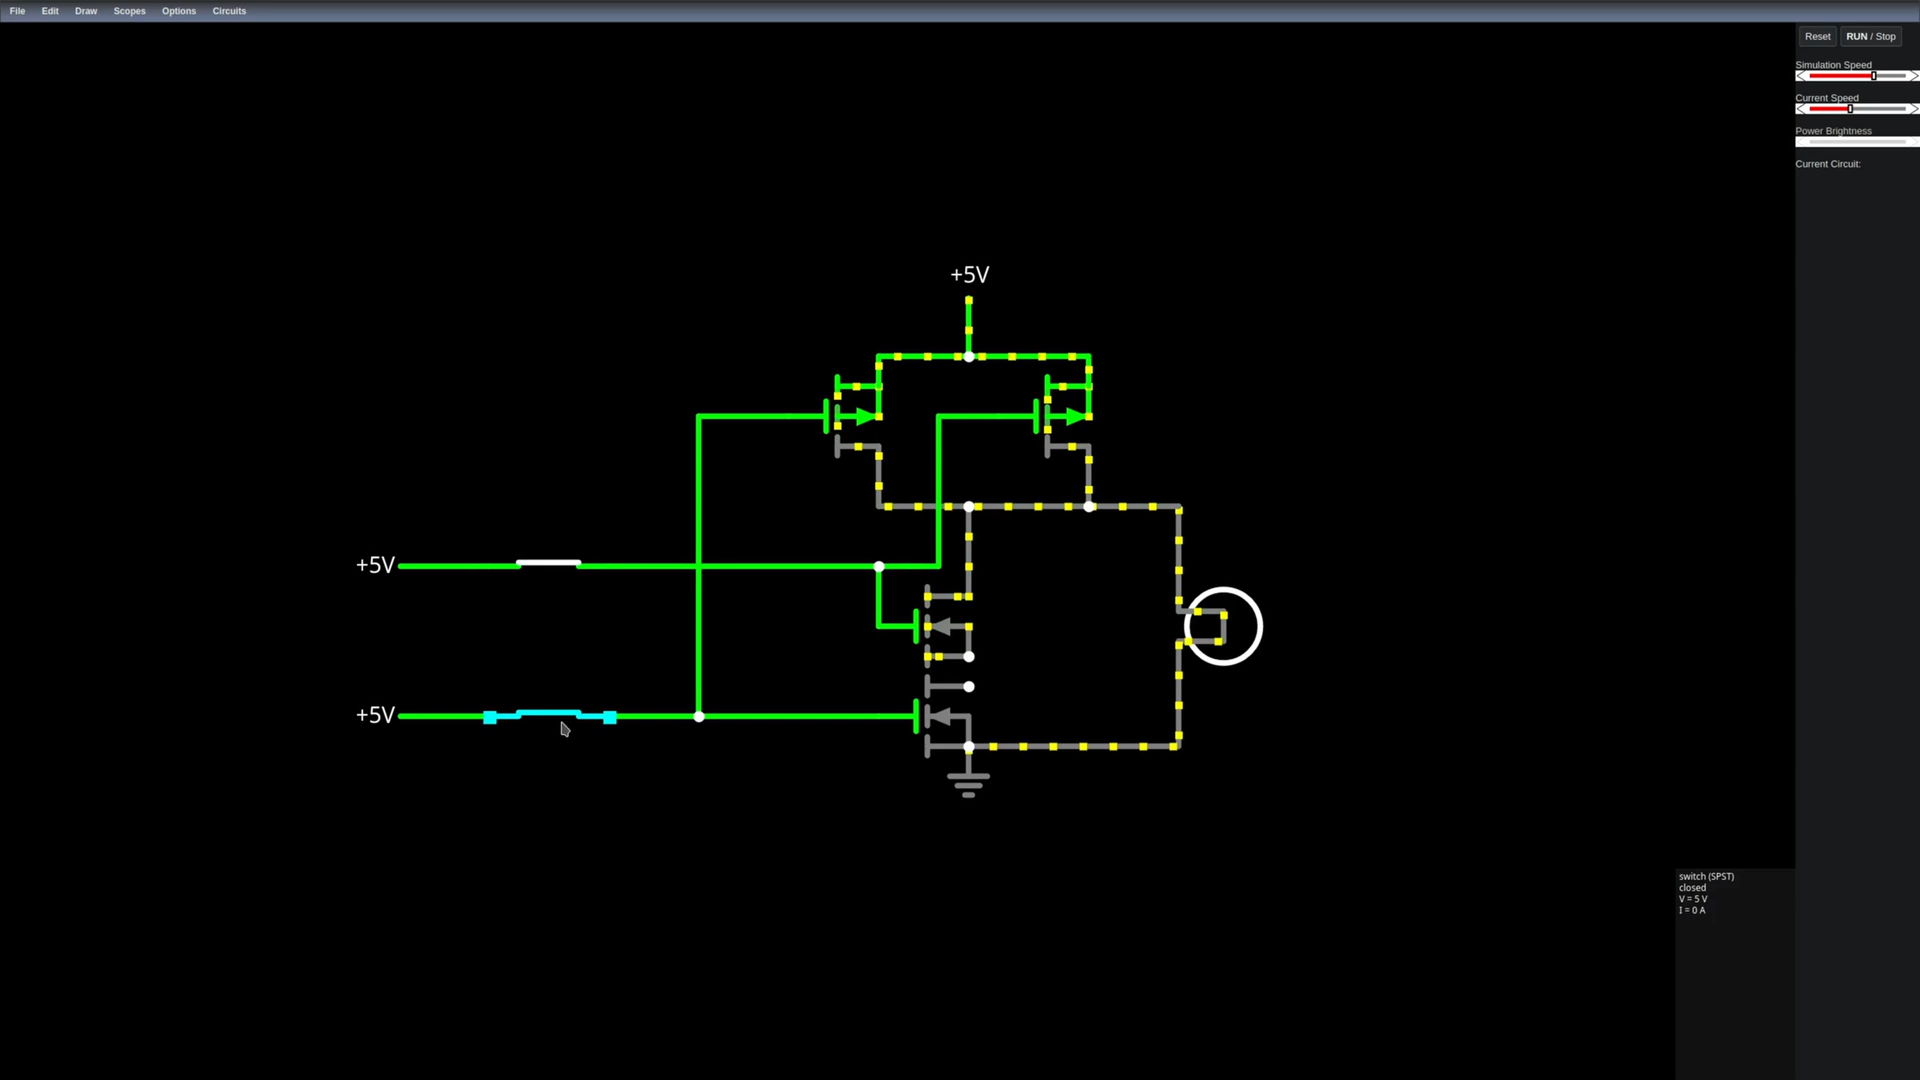 File Edit Draw Scopes Options Circuits
Reset RUN / Stop
Simulation Speed
Current Speed
Power Brightness
Current Circuit:
+5V
+5V
+5V
switch (SPST)
closed
V = 5 V
I = 0 A